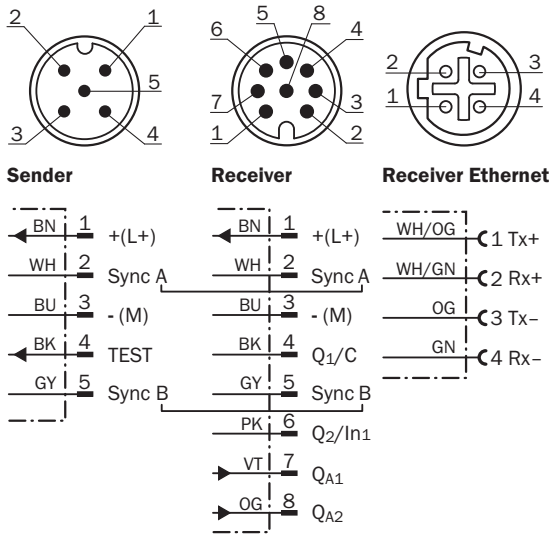 2 1 5 3 4
5 8 6 4 7 3 1 2
2 3 1 4
Sender
Receiver
Receiver Ethernet
BN 1 +(L+)
WH 2 Sync A
BU 3 - (M)
BK 4 TEST
GY 5 Sync B
BN 1 +(L+)
WH 2 Sync A
BU 3 - (M)
BK 4 Q1/C
GY 5 Sync B
PK 6 Q2/In1
VT 7 QA1
OG 8 QA2
WH/OG 1 Tx+
WH/GN 2 Rx+
OG 3 Tx–
GN 4 Rx–